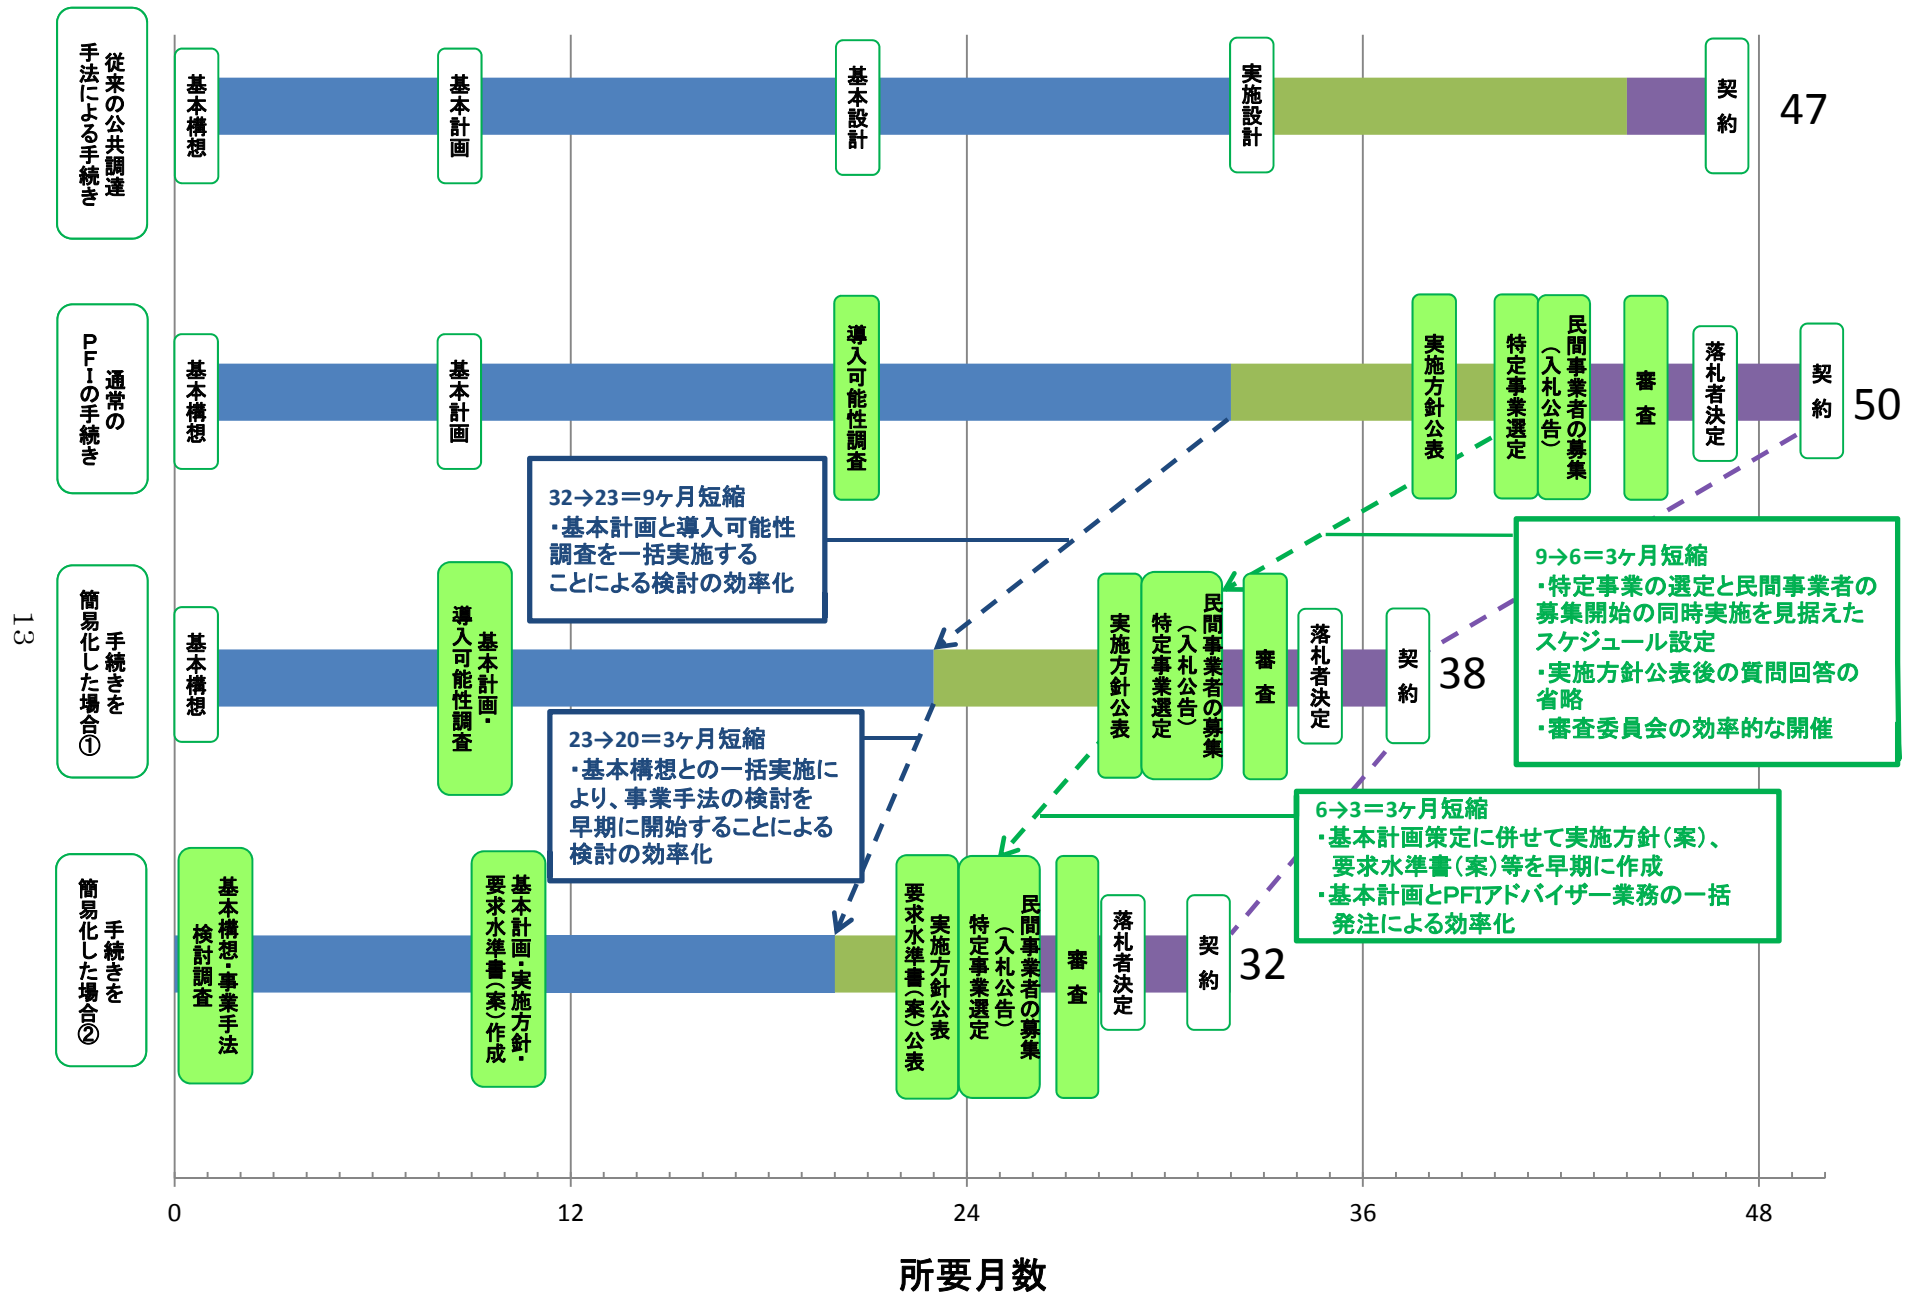 従来の公共調達
手法による手続き
基本構想
基本計画
基本設計
実施設計
契約
47
通常の
PFIの手続き
基本構想
基本計画
導入可能性調査
実施方針公表
特定事業選定
民間事業者の募集
（入札公告）
審査
落札者決定
契約
50
32→23＝9ヶ月短縮
・基本計画と導入可能性
調査を一括実施する
ことによる検討の効率化
9→6＝3ヶ月短縮
・特定事業の選定と民間事業者の
募集開始の同時実施を見据えた
スケジュール設定
・実施方針公表後の質問回答の
省略
・審査委員会の効率的な開催
手続きを
簡易化した場合①
基本構想
基本計画・
導入可能性調査
実施方針公表
民間事業者の募集
（入札公告）
特定事業選定
審査
落札者決定
契約
38
23→20＝3ヶ月短縮
・基本構想との一括実施に
より、事業手法の検討を
早期に開始することによる
検討の効率化
6→3＝3ヶ月短縮
・基本計画策定に併せて実施方針（案）、
要求水準書（案）等を早期に作成
・基本計画とPFIアドバイザー業務の一括
発注による効率化
手続きを
簡易化した場合②
基本構想・事業手法
検討調査
基本計画・実施方針・
要求水準書（案）作成
実施方針公表
要求水準書（案）公表
民間事業者の募集
（入札公告）
特定事業選定
審査
落札者決定
契約
32
0
12
24
36
48
所要月数
13